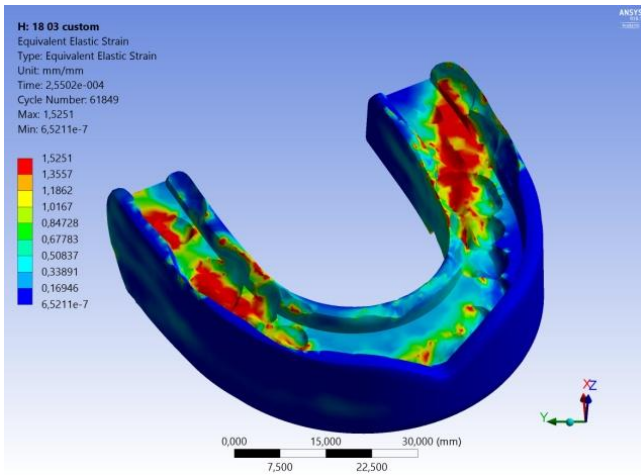 H: 18 03 custom
Equivalent Elastic Strain
Type: Equivalent Elastic Strain
Unit: mm/mm
Time: 2,5502e-004
Cycle Number: 61849
Max: 1,5251
Min: 6,5211e-7
ANSYS
1,5251
1,3557
1,1862
1,0167
0,84728
0,67783
0,50837
0,33891
0,16946
6,5211e-7
0,000 15,000 30,000 (mm)
7,500 22,500
X
Z
Y